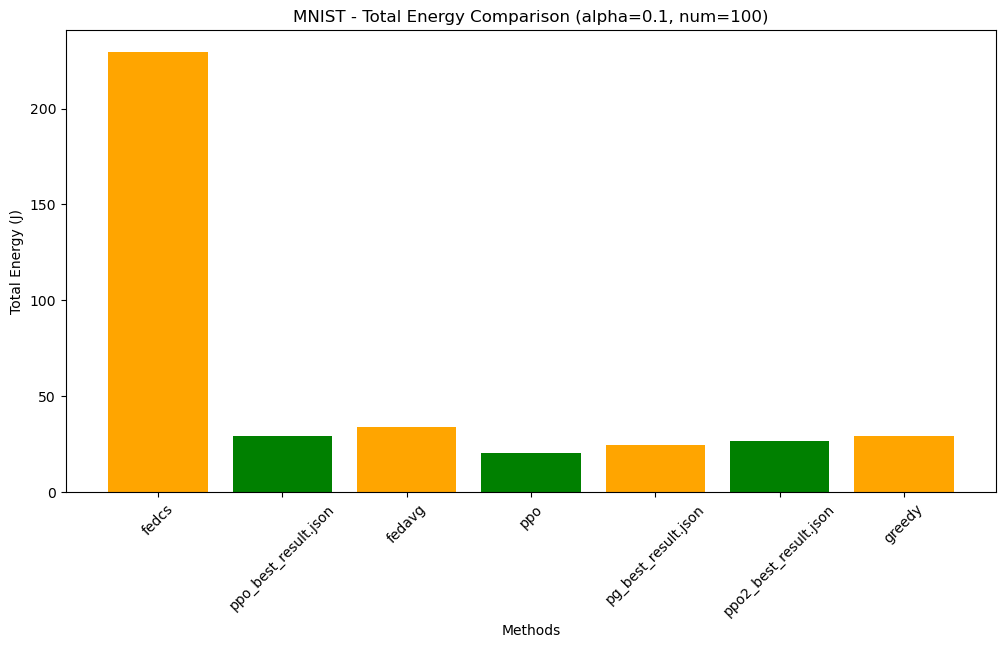 MNIST - Total Energy Comparison (alpha=0.1, num=100)
Total Energy (J)
200
150
100
50
0
fedcs
ppo_best_result.json
fedavg
ppo
pg_best_result.json
ppo2_best_result.json
greedy
Methods